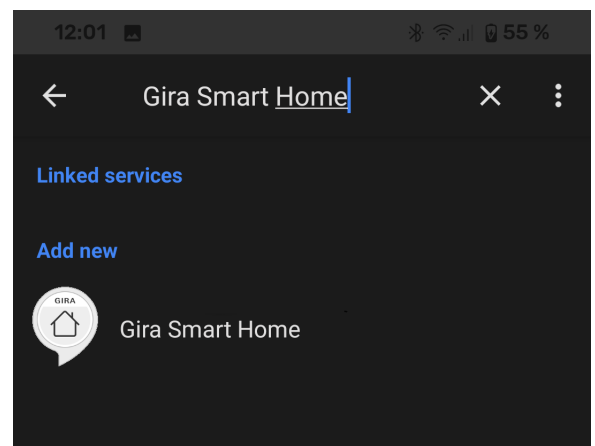 12:01 55 %
Gira Smart Home
Linked services
Add new
GIRA
Gira Smart Home